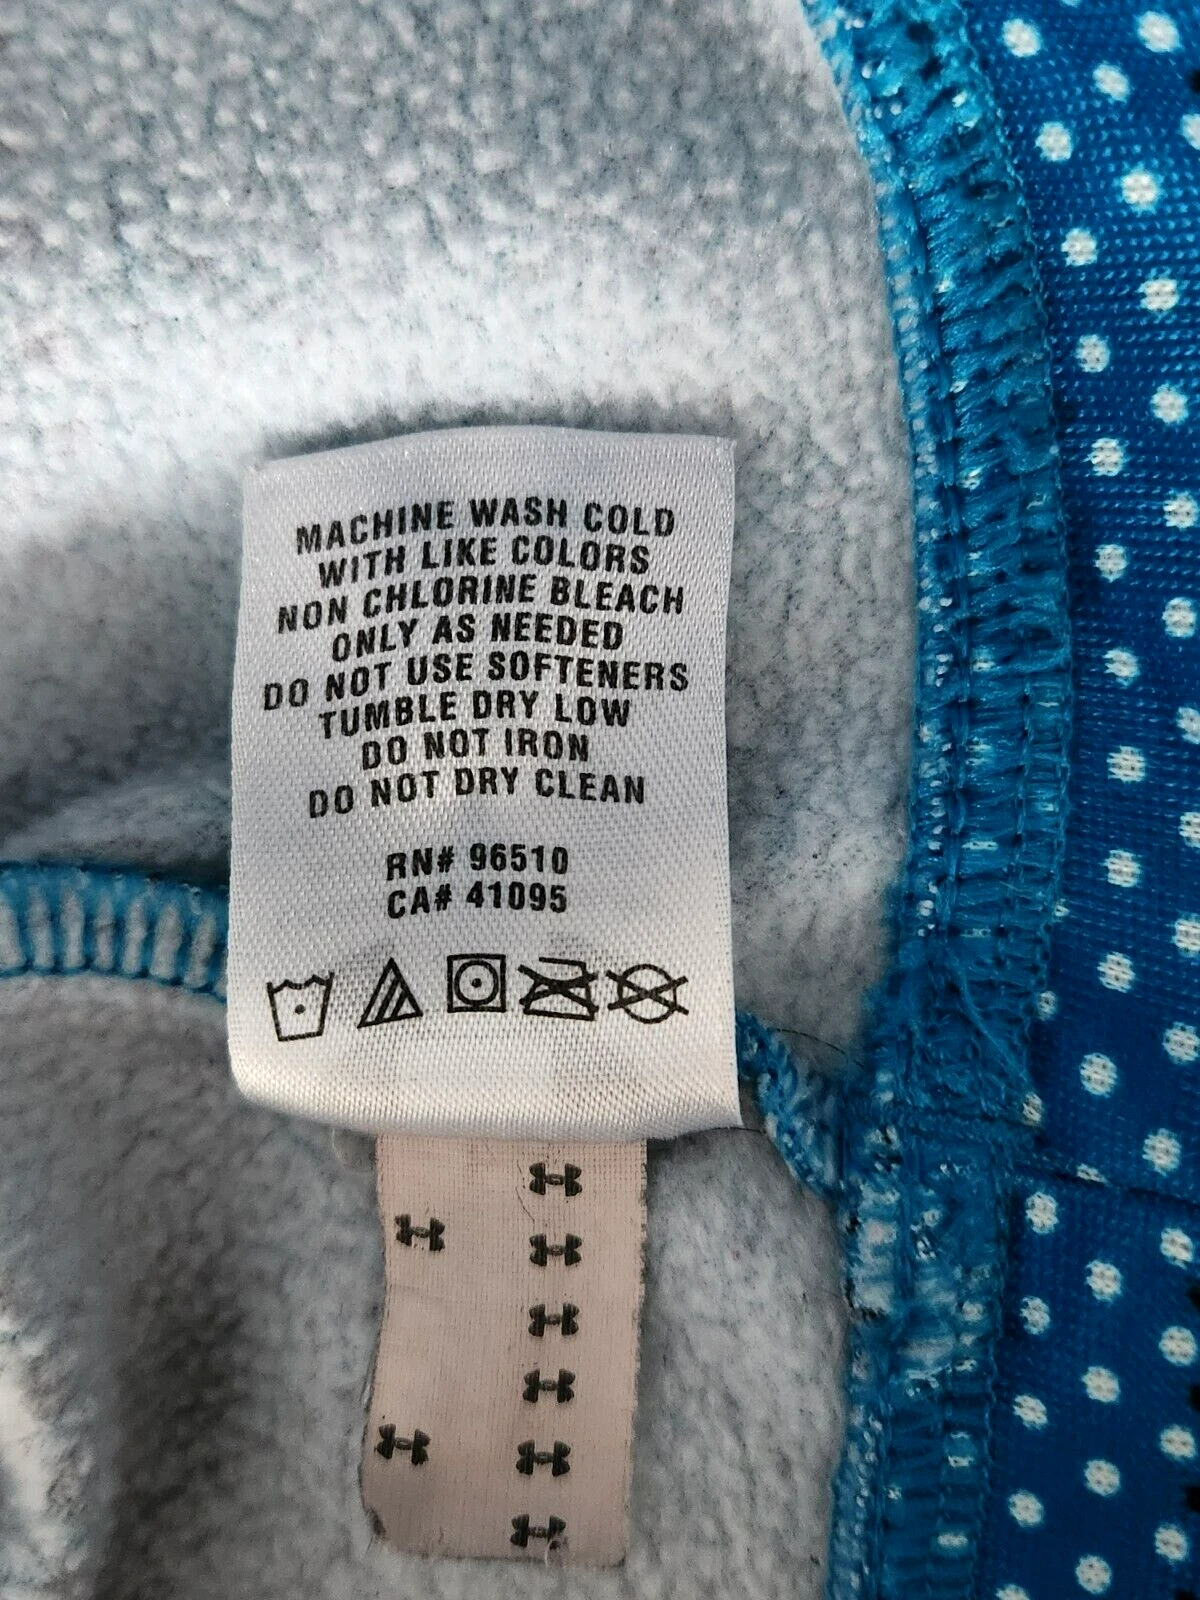 MACHINE WASH COLD
WITH LIKE COLORS
NON CHLORINE BLEACH
ONLY AS NEEDED
DO NOT USE SOFTENERS
TUMBLE DRY LOW
DO NOT IRON
DO NOT DRY CLEAN
RN# 96510
CA# 41095